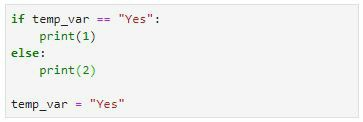 if temp_var == "Yes":
    print(1)
else:
    print(2)

temp_var = "Yes"